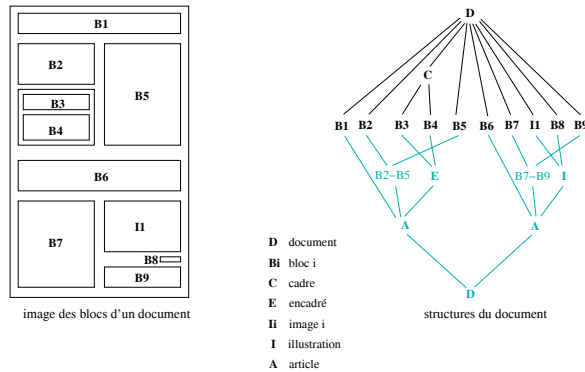 B1
B2
B5
B3
B4
B6
B7
I1
B8
B9
image des blocs d'un document
D
C
B1 B2 B3 B4 B5 B6 B7 I1 B8 B9
B2–B5 E B7–B9 I
A A
D
D document
Bi bloc i
C cadre
E encadré
Ii image i
I illustration
A article
structures du document